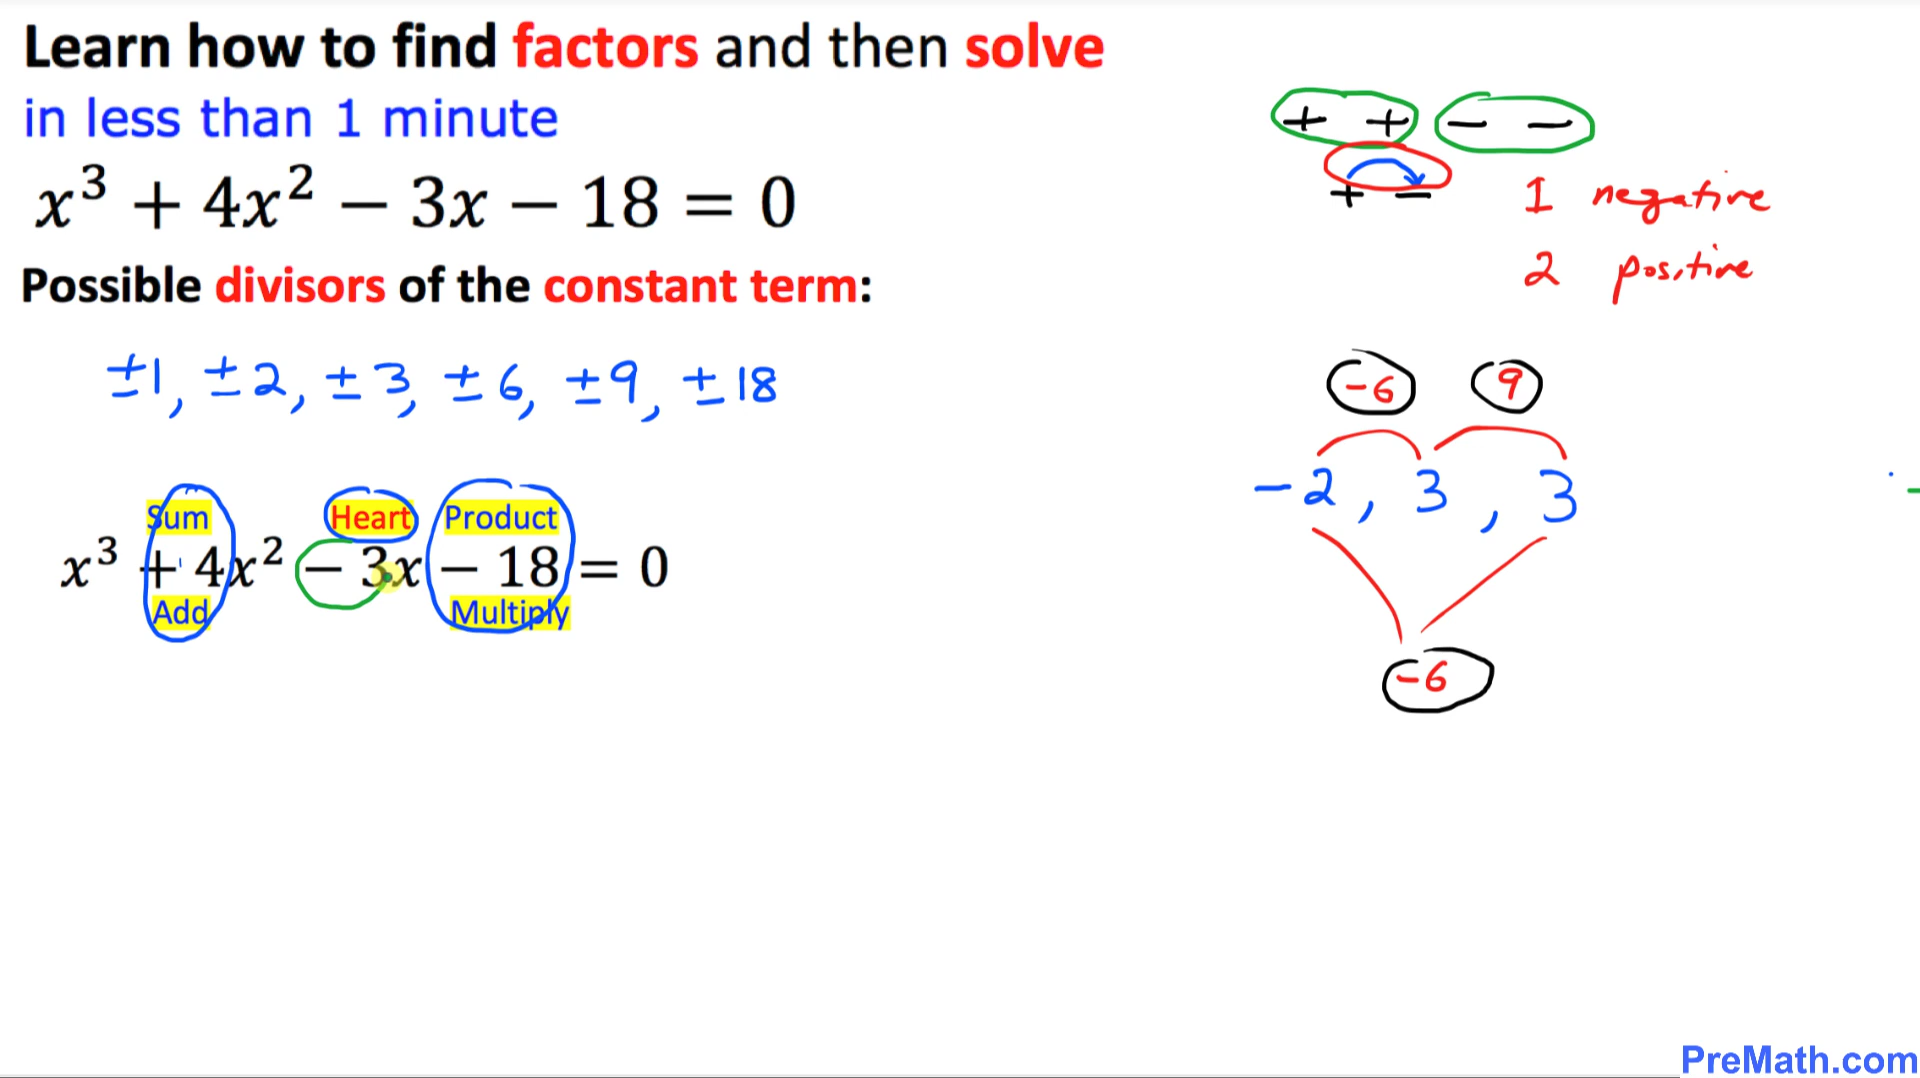 Learn how to find factors and then solve
in less than 1 minute
x³ + 4x² − 3x − 18 = 0
Possible divisors of the constant term:
±1, ±2, ±3, ±6, ±9, ±18
Sum Heart Product
x³ + 4x² − 3x − 18 = 0
Add Multiply
+ + − −
+ −
1 negative
2 positive
−6 9
−2, 3, 3
−6
PreMath.com